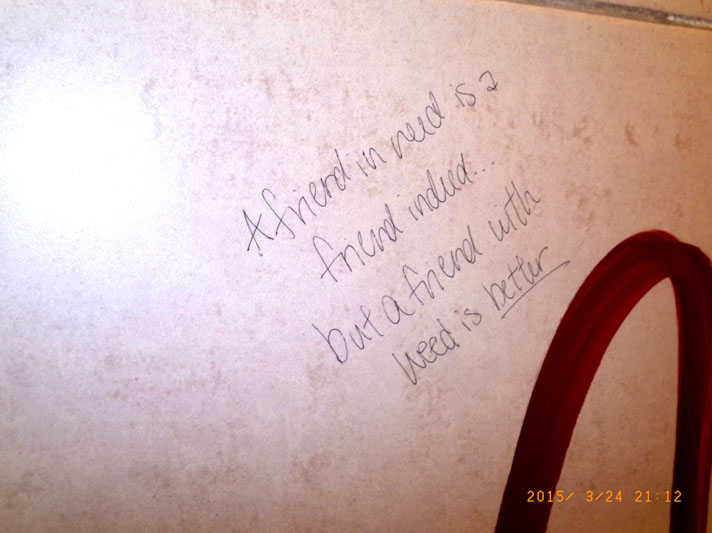 A friend in need is a
friend indeed...
but a friend with
weed is better
2015/ 3/24 21:12